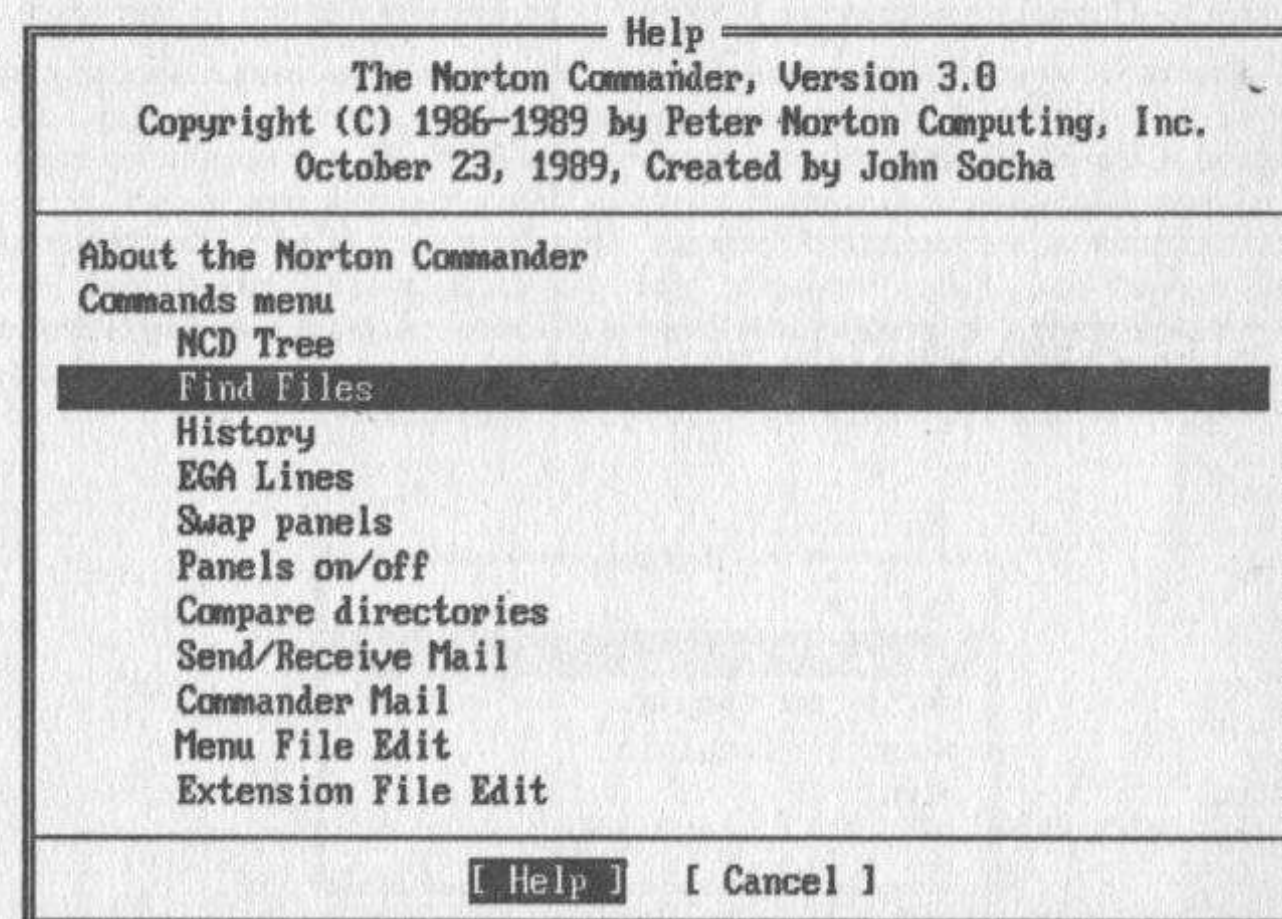 Help
The Norton Commander, Version 3.0
Copyright (C) 1986-1989 by Peter Norton Computing, Inc.
October 23, 1989, Created by John Socha
About the Norton Commander
Commands menu
NCD Tree
Find Files
History
EGA Lines
Swap panels
Panels on/off
Compare directories
Send/Receive Mail
Commander Mail
Menu File Edit
Extension File Edit
[ Help ] [ Cancel ]